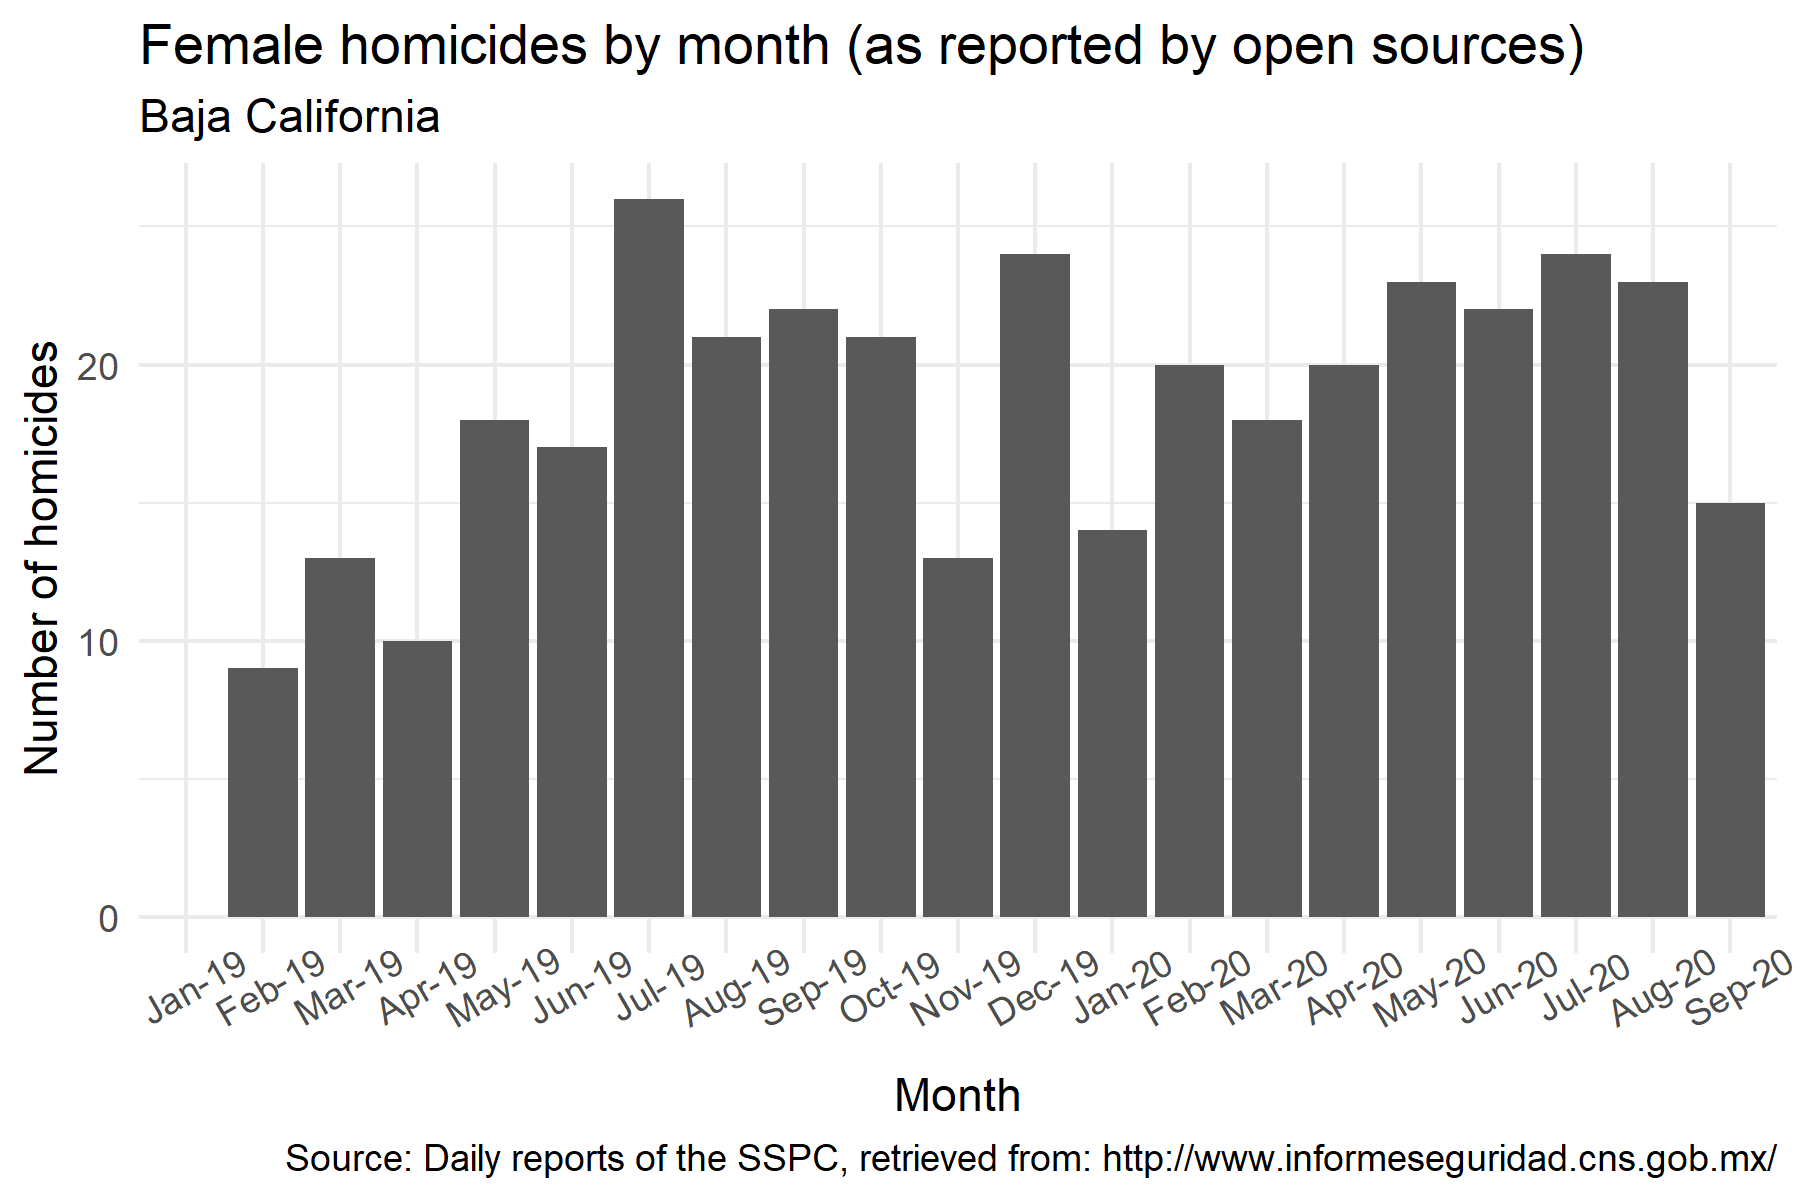 Female homicides by month (as reported by open sources)
Baja California
Number of homicides
20
10
0
Jan-19
Feb-19
Mar-19
Apr-19
May-19
Jun-19
Jul-19
Aug-19
Sep-19
Oct-19
Nov-19
Dec-19
Jan-20
Feb-20
Mar-20
Apr-20
May-20
Jun-20
Jul-20
Aug-20
Sep-20
Month
Source: Daily reports of the SSPC, retrieved from: http://www.informeseguridad.cns.gob.mx/